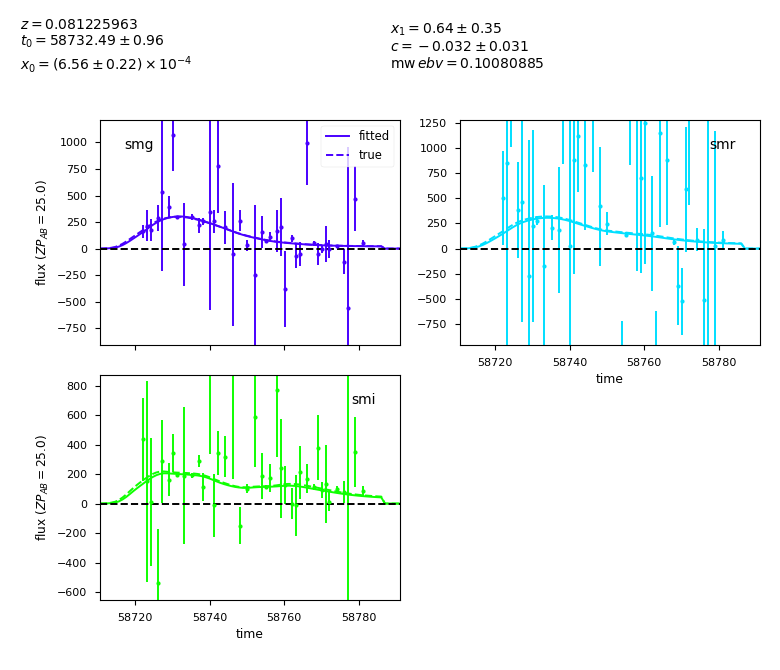 z = 0.081225963
t₀ = 58732.49 ± 0.96
x₀ = (6.56 ± 0.22) × 10⁻⁴
x₁ = 0.64 ± 0.35
c = −0.032 ± 0.031
mw ebv = 0.10080885
smg
fitted
true
1000
750
500
250
0
−250
−500
−750
flux (ZP_AB = 25.0)
smr
1250
1000
750
500
250
0
−250
−500
−750
58720 58740 58760 58780
time
smi
800
600
400
200
0
−200
−400
−600
flux (ZP_AB = 25.0)
58720 58740 58760 58780
time